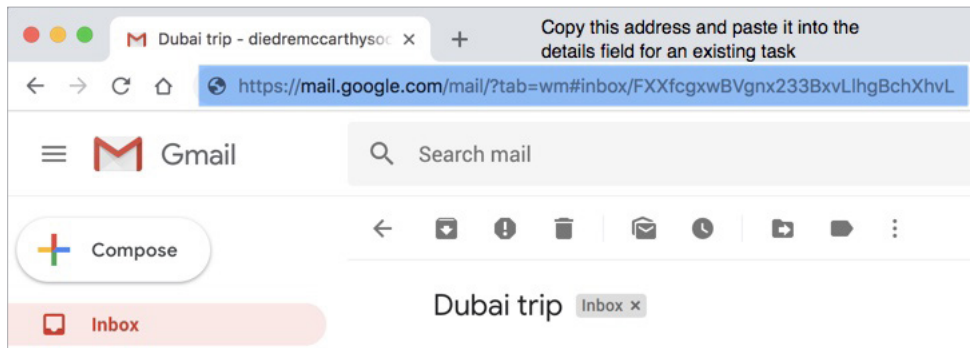 Dubai trip - diedremccarthysoc
Copy this address and paste it into the
details field for an existing task
https://mail.google.com/mail/?tab=wm#inbox/FXXfcgxwBVgnx233BxvLlhgBchXhvL
Gmail
Search mail
Compose
Dubai trip Inbox ×
Inbox